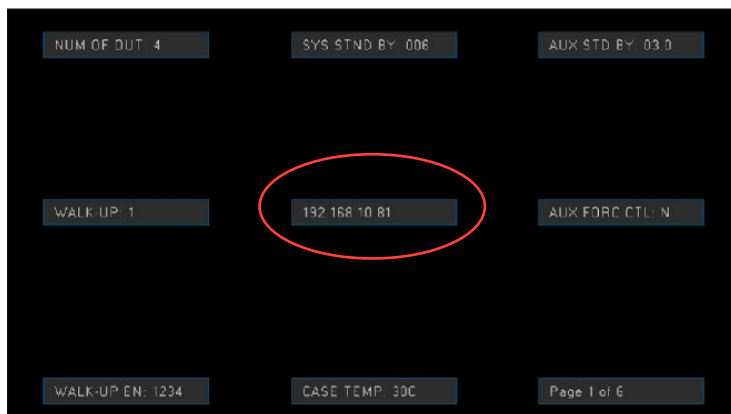 NUM OF OUT: 4
SYS STND BY: 006
AUX STD BY: 03.0
WALK-UP: 1
192.168.10.81
AUX FORC CTL: N
WALK-UP EN: 1234
CASE TEMP: 30C
Page 1 of 6